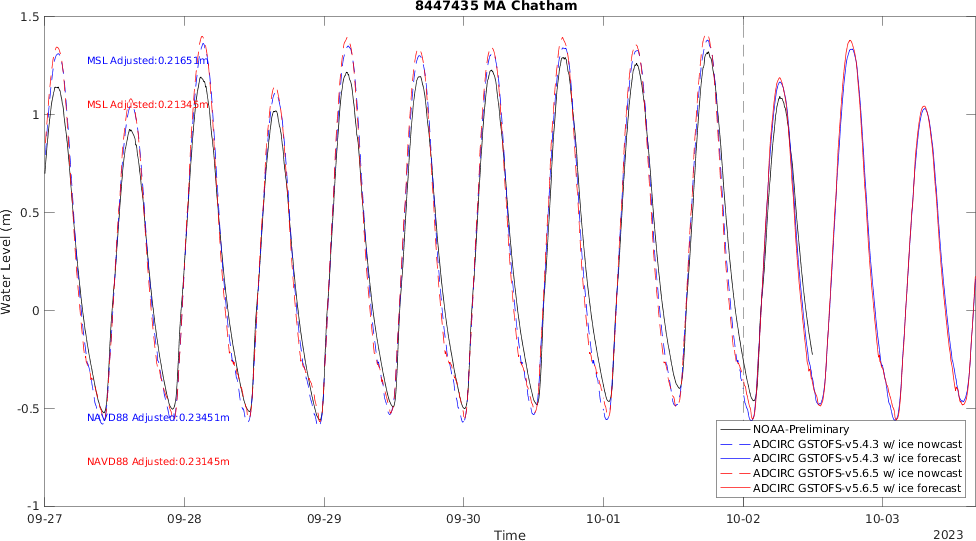 8447435 MA Chatham
1.5
1
0.5
0
-0.5
-1
Water Level (m)
MSL Adjusted:0.21651m
MSL Adjusted:0.21345m
NAVD88 Adjusted:0.23451m
NAVD88 Adjusted:0.23145m
NOAA-Preliminary
ADCIRC GSTOFS-v5.4.3 w/ ice nowcast
ADCIRC GSTOFS-v5.4.3 w/ ice forecast
ADCIRC GSTOFS-v5.6.5 w/ ice nowcast
ADCIRC GSTOFS-v5.6.5 w/ ice forecast
09-27 09-28 09-29 09-30 10-01 10-02 10-03
Time
2023